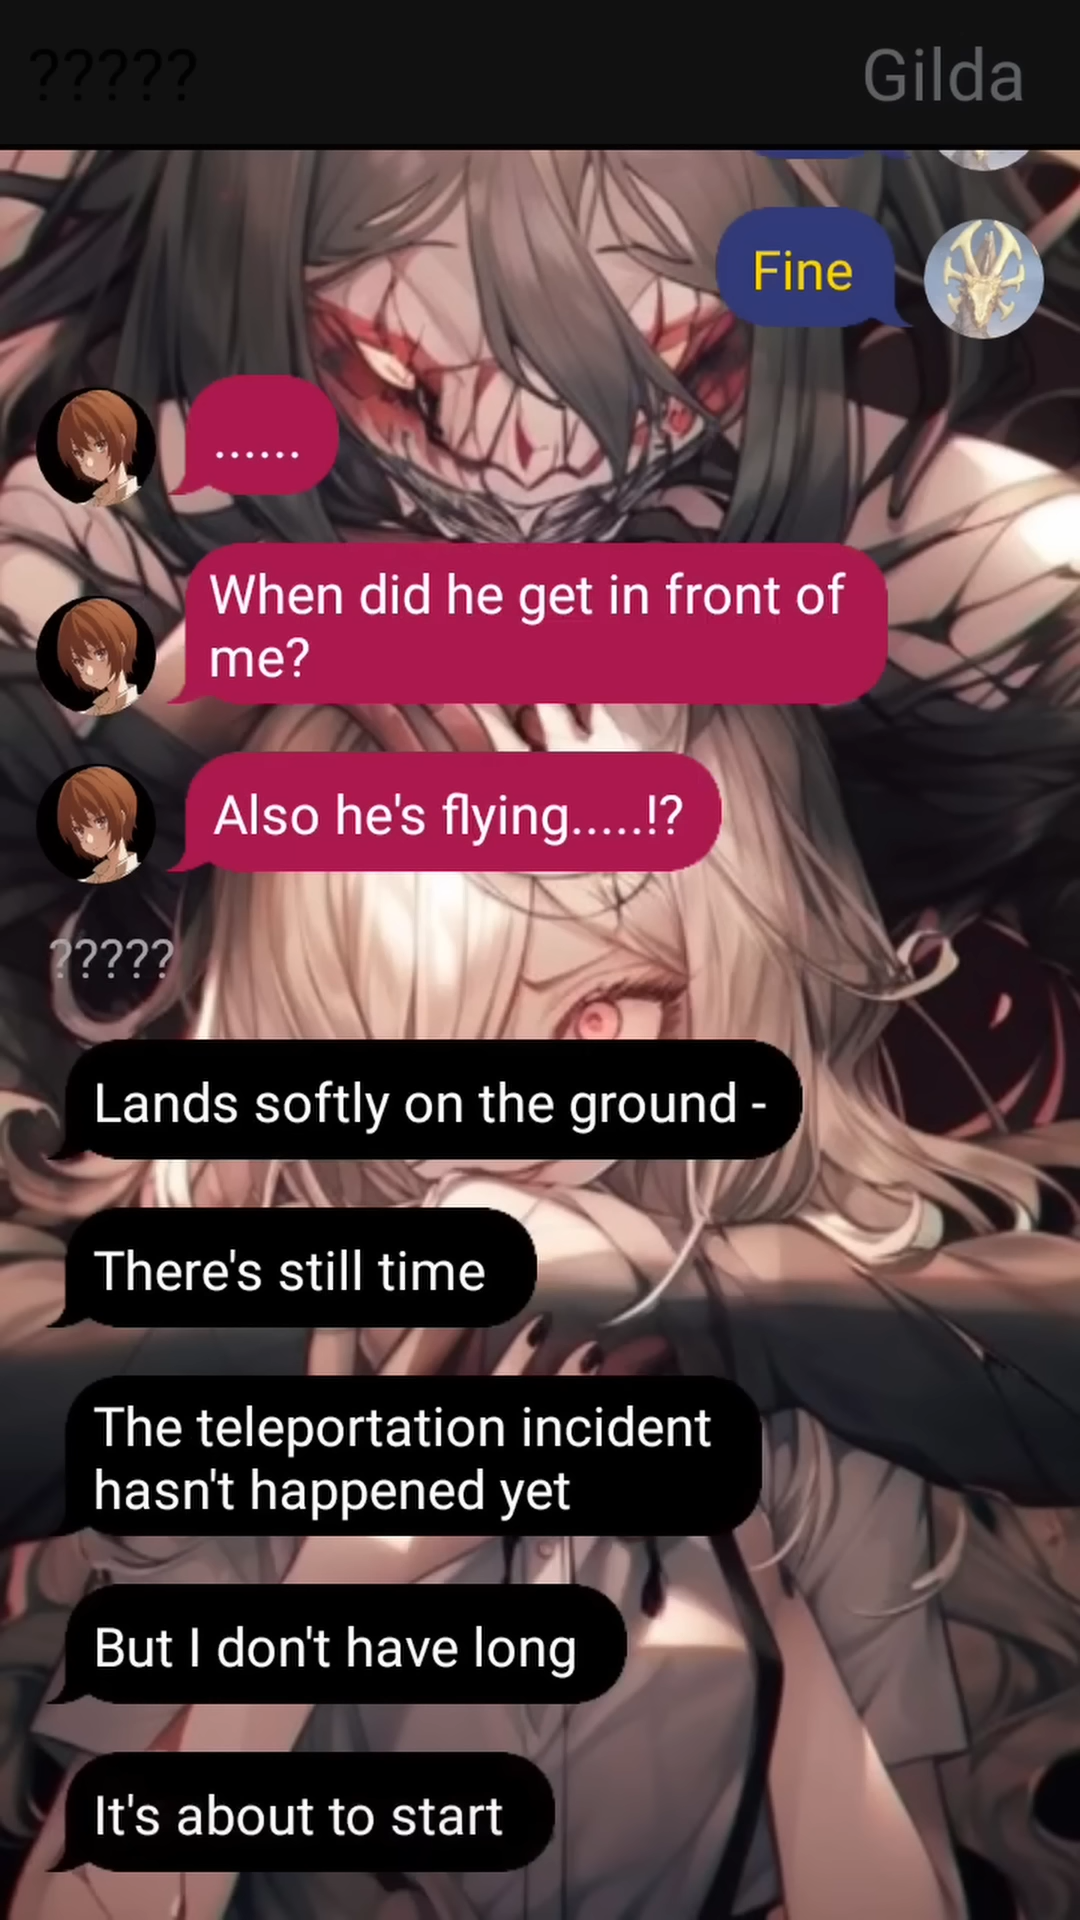 ????? Gilda
Fine
......
When did he get in front of
me?
Also he's flying.....!?
?????
Lands softly on the ground -
There's still time
The teleportation incident
hasn't happened yet
But I don't have long
It's about to start